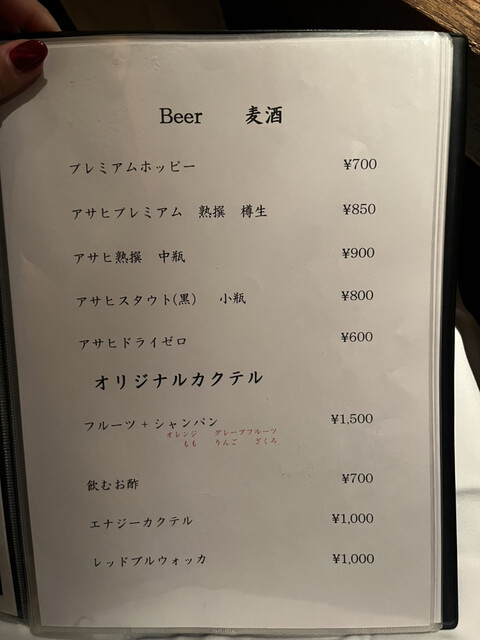 Beer 麦酒
プレミアムホッピー ¥700
アサヒプレミアム 熟撰 樽生 ¥850
アサヒ熟撰 中瓶 ¥900
アサヒスタウト(黒) 小瓶 ¥800
アサヒドライゼロ ¥600
オリジナルカクテル
フルーツ + シャンパン ¥1,500
オレンジ グレープフルーツ
もも りんご ざくろ
飲むお酢 ¥700
エナジーカクテル ¥1,000
レッドブルウォッカ ¥1,000